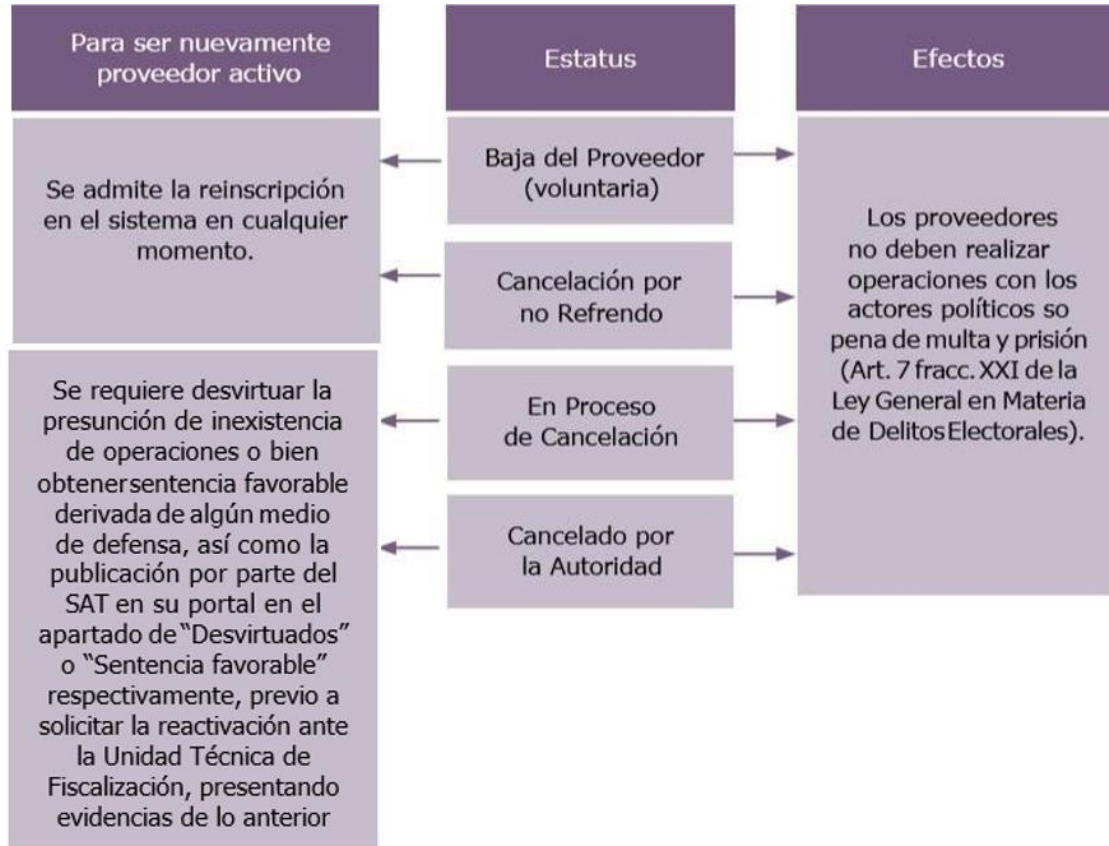 Para ser nuevamente
proveedor activo
Se admite la reinscripción
en el sistema en cualquier
momento.
Se requiere desvirtuar la
presunción de inexistencia
de operaciones o bien
obtenersentencia favorable
derivada de algún medio
de defensa, así como la
publicación por parte del
SAT en su portal en el
apartado de “Desvirtuados”
o “Sentencia favorable”
respectivamente, previo a
solicitar la reactivación ante
la Unidad Técnica de
Fiscalización, presentando
evidencias de lo anterior
Estatus
Baja del Proveedor
(voluntaria)
Cancelación por
no Refrendo
En Proceso
de Cancelación
Cancelado por
la Autoridad
Efectos
Los proveedores
no deben realizar
operaciones con los
actores políticos so
pena de multa y prisión
(Art. 7 fracc. XXI de la
Ley General en Materia
de Delitos Electorales).